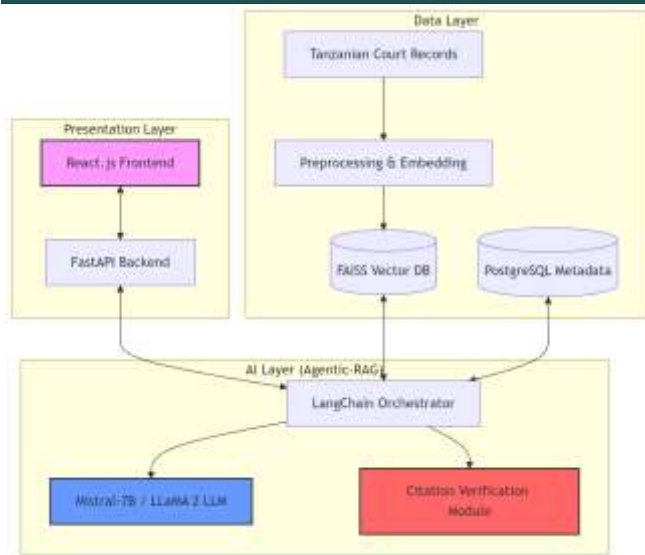 Data Layer
Tanzanian Court Records
Presentation Layer
React.js Frontend
Preprocessing & Embedding
FastAPI Backend
FAISS Vector DB
PostgreSQL Metadata
AI Layer (Agentic-RAG)
LangChain Orchestrator
Mistral-7B / LLaMA 2 LLM
Citation Verification
Module